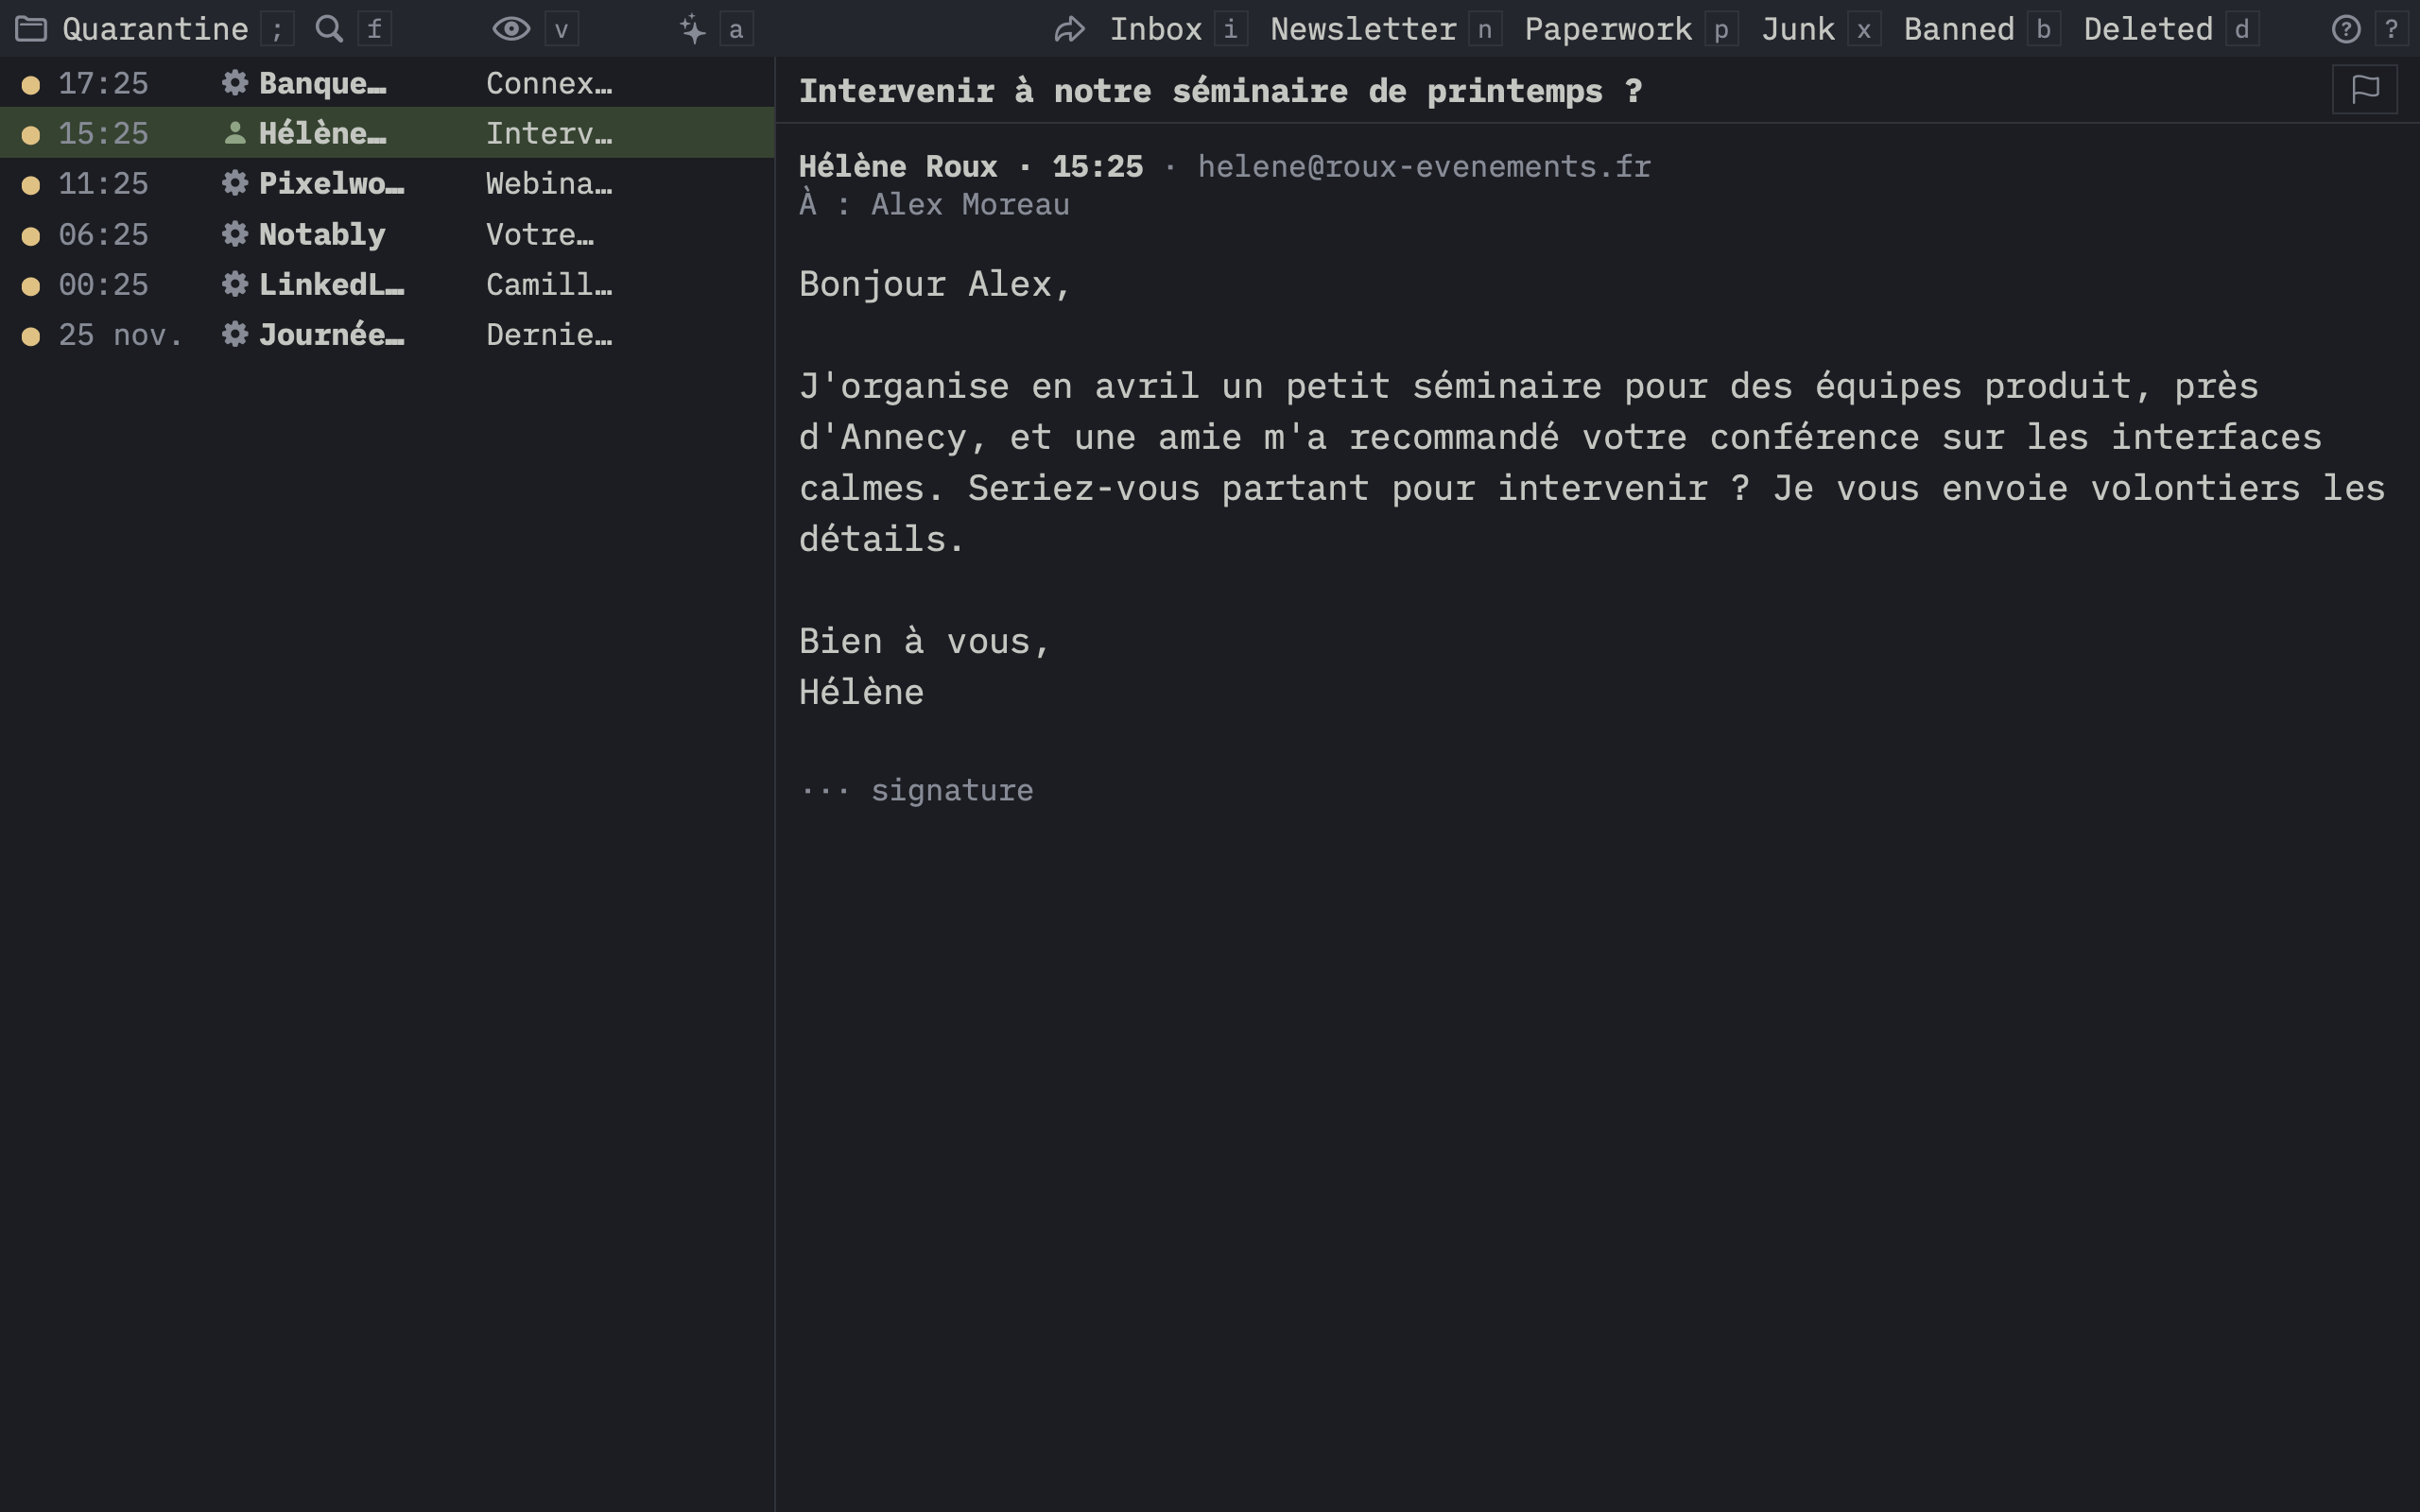 Quarantine ; f v a Inbox i Newsletter n Paperwork p Junk x Banned b Deleted d ? ?
17:25 Banque… Connex…
15:25 Hélène… Interv…
11:25 Pixelwo… Webina…
06:25 Notably Votre…
00:25 LinkedL… Camill…
25 nov. Journée… Dernie…
Intervenir à notre séminaire de printemps ?
Hélène Roux · 15:25 · helene@roux-evenements.fr
À : Alex Moreau
Bonjour Alex,
J'organise en avril un petit séminaire pour des équipes produit, près
d'Annecy, et une amie m'a recommandé votre conférence sur les interfaces
calmes. Seriez-vous partant pour intervenir ? Je vous envoie volontiers les
détails.
Bien à vous,
Hélène
··· signature